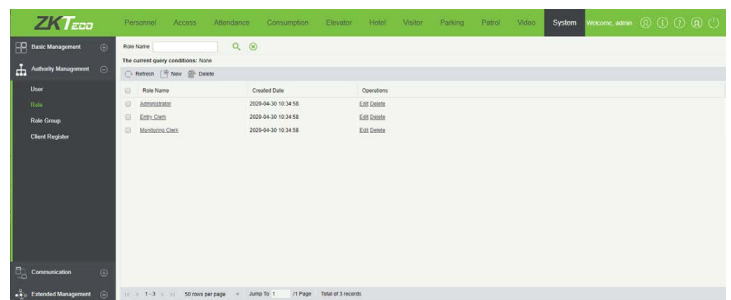 ZKTeco
Personnel Access Attendance Consumption Elevator Hotel Visitor Parking Patrol Video System Welcome, admin
Basic Management
Authority Management
User
Role
Role Group
Client Register
Communication
Extended Management
Role Name
The current query conditions: None
Refresh New Delete
Role Name Created Date Operations
Administrator 2020-04-30 10:34:58 Edit Delete
Entry Clerk 2020-04-30 10:34:58 Edit Delete
Monitoring Clerk 2020-04-30 10:34:58 Edit Delete
1-3 50 rows per page Jump To 1 /1 Page Total of 3 records